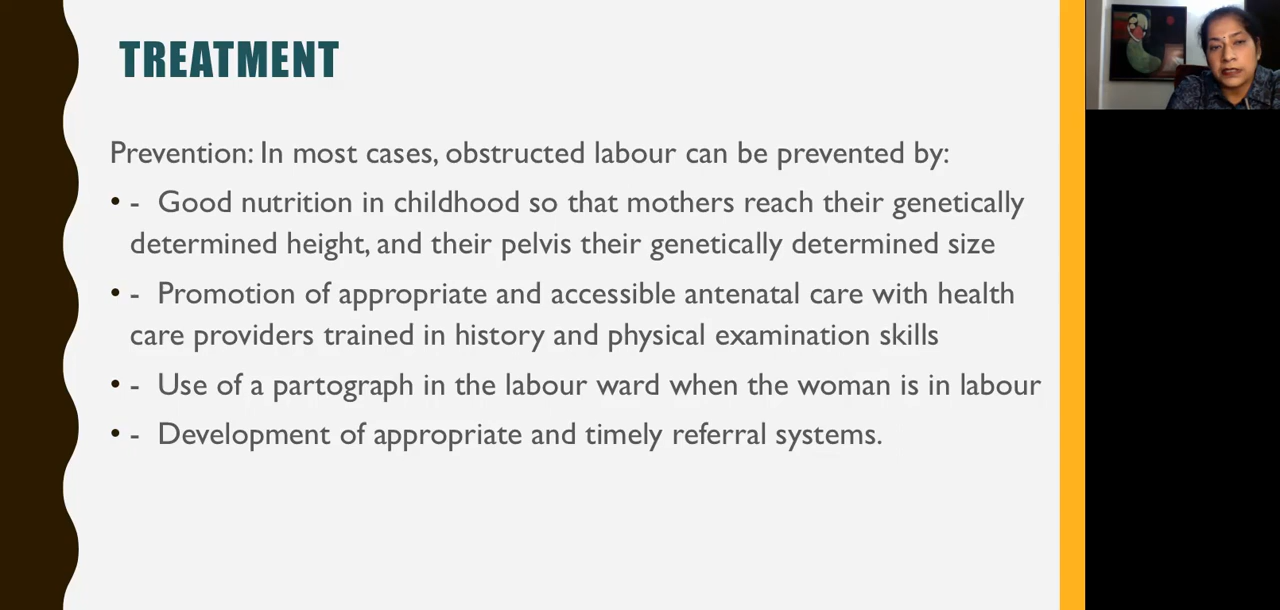 TREATMENT
Prevention: In most cases, obstructed labour can be prevented by:
• - Good nutrition in childhood so that mothers reach their genetically
determined height, and their pelvis their genetically determined size
• - Promotion of appropriate and accessible antenatal care with health
care providers trained in history and physical examination skills
• - Use of a partograph in the labour ward when the woman is in labour
• - Development of appropriate and timely referral systems.